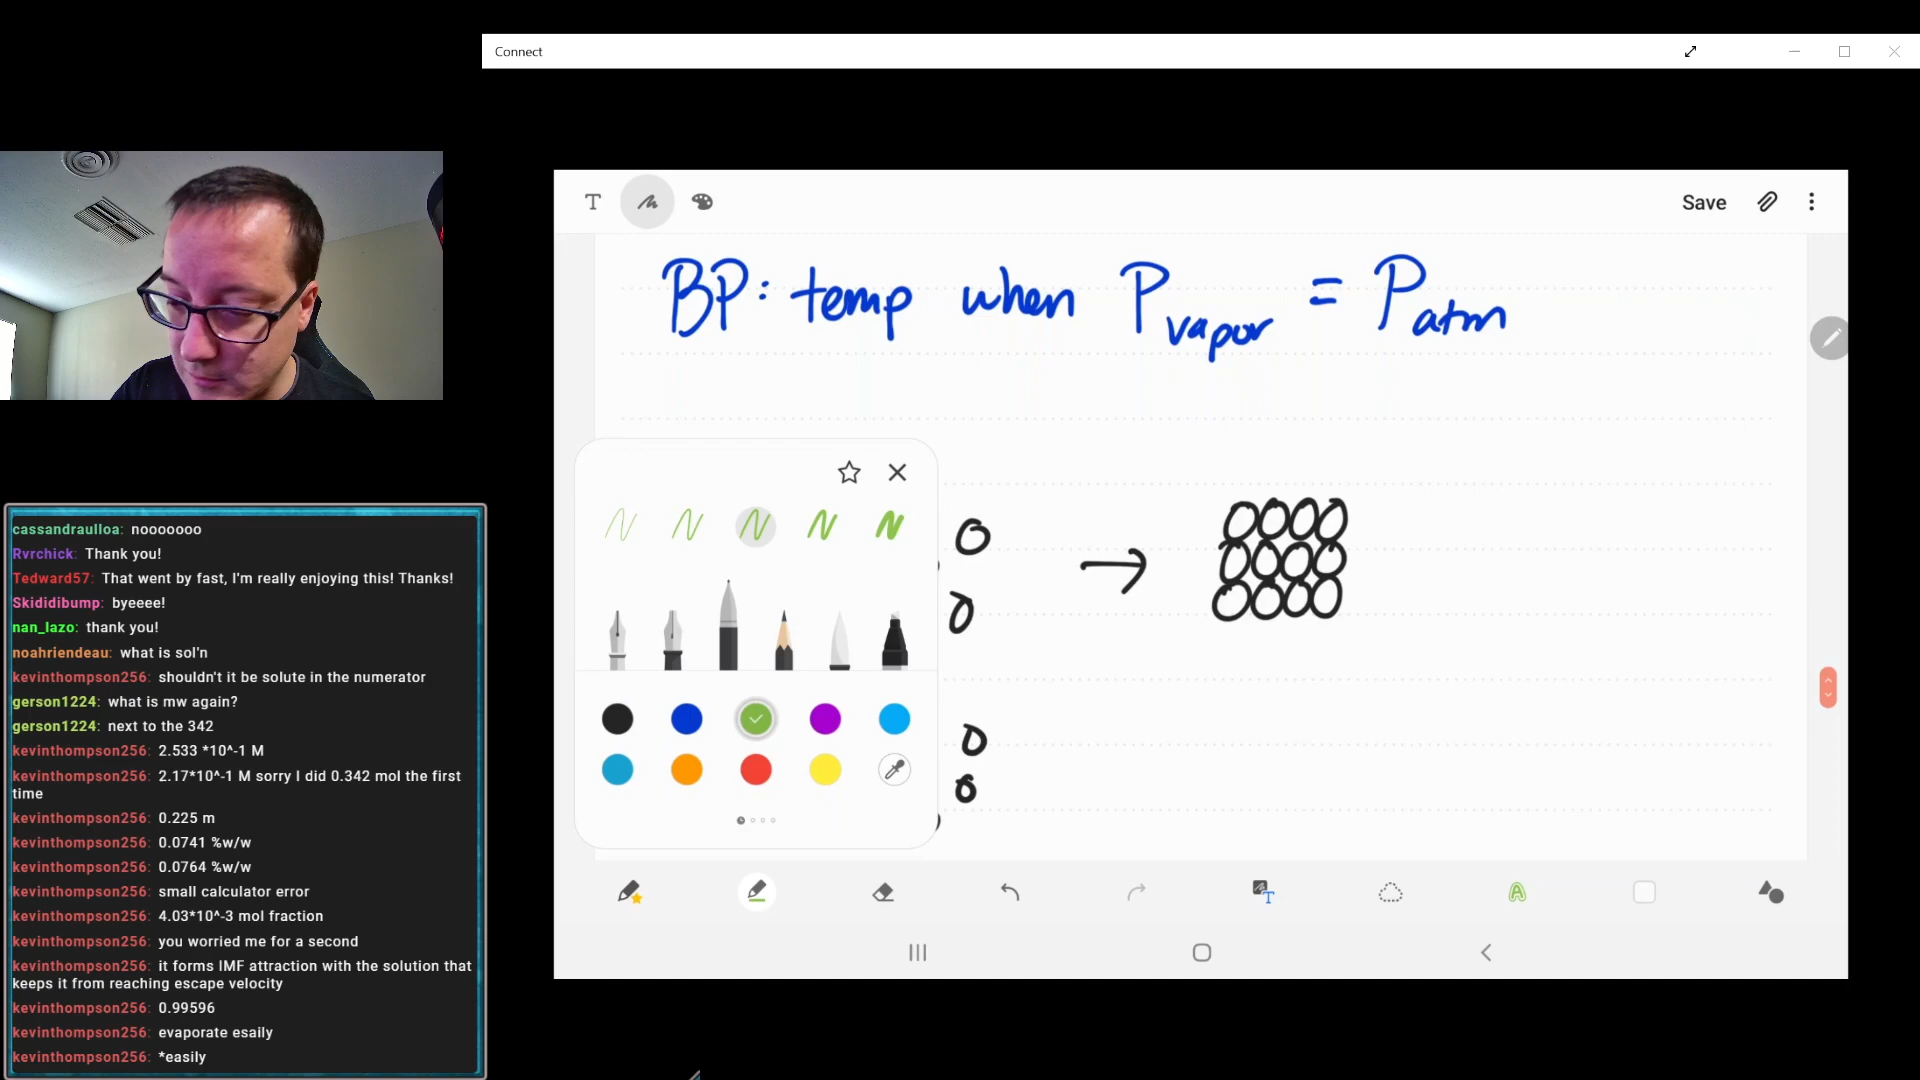 Connect
Save
BP: temp when Pvapor = Patm
cassandraulloa: nooooooo
Rvrchick: Thank you!
Tedward57: That went by fast, I'm really enjoying this! Thanks!
Skididibump: byeeee!
nan_lazo: thank you!
noahriendeau: what is sol'n
kevinthompson256: shouldn't it be solute in the numerator
gerson1224: what is mw again?
gerson1224: next to the 342
kevinthompson256: 2.533 *10^-1 M
kevinthompson256: 2.17*10^-1 M sorry I did 0.342 mol the first
time
kevinthompson256: 0.225 m
kevinthompson256: 0.0741 %w/w
kevinthompson256: 0.0764 %w/w
kevinthompson256: small calculator error
kevinthompson256: 4.03*10^-3 mol fraction
kevinthompson256: you worried me for a second
kevinthompson256: it forms IMF attraction with the solution that
keeps it from reaching escape velocity
kevinthompson256: 0.99596
kevinthompson256: evaporate esaily
kevinthompson256: *easily